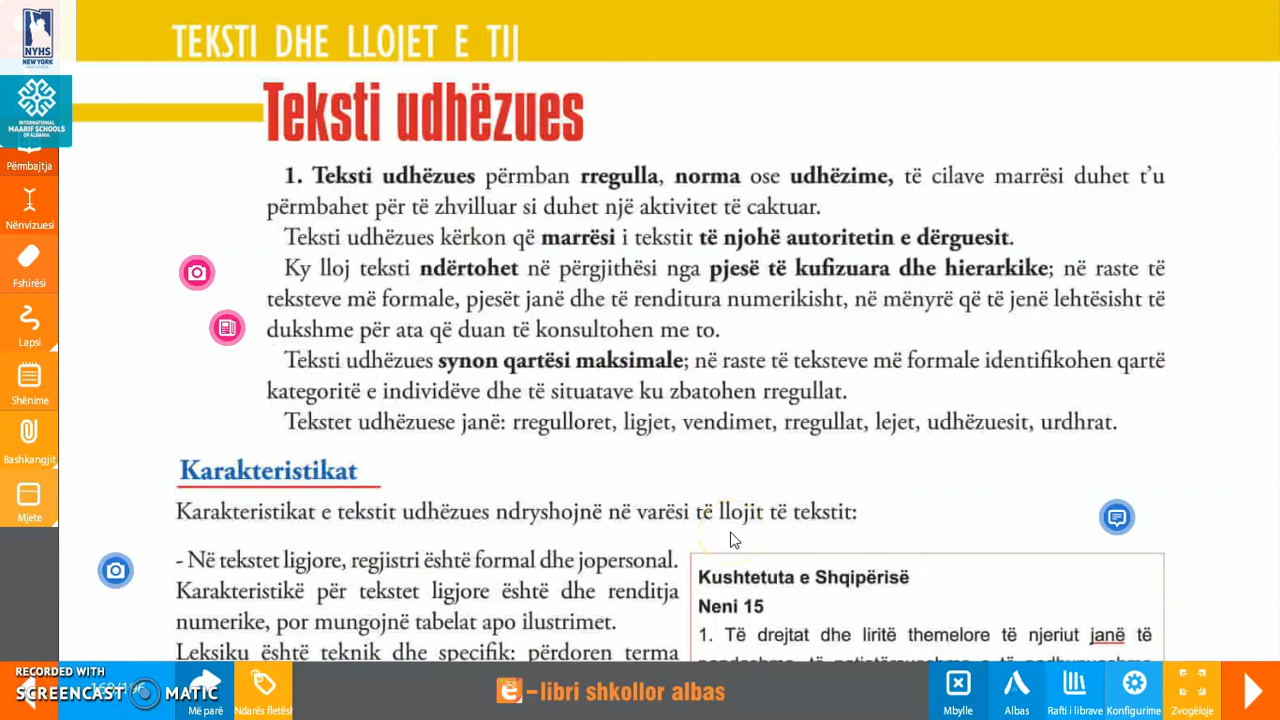 TEKSTI DHE LLOJET E TIJ
NYHS
NEW YORK
Teksti udhëzues
INTERNATIONAL
MAARIF SCHOOLS
OF ALBANIA
Përmbajtja
Nënvizuesi
Fshirësi
Lapsi
Shënime
Bashkangjit
Mjete
1. Teksti udhëzues përmban rregulla, norma ose udhëzime, të cilave marrësi duhet t’u
përmbahet për të zhvilluar si duhet një aktivitet të caktuar.
Teksti udhëzues kërkon që marrësi i tekstit të njohë autoritetin e dërguesit.
Ky lloj teksti ndërtohet në përgjithësi nga pjesë të kufizuara dhe hierarkike; në raste të
teksteve më formale, pjesët janë dhe të renditura numerikisht, në mënyrë që të jenë lehtësisht të
dukshme për ata që duan të konsultohen me to.
Teksti udhëzues synon qartësi maksimale; në raste të teksteve më formale identifikohen qartë
kategoritë e individëve dhe të situatave ku zbatohen rregullat.
Tekstet udhëzuese janë: rregulloret, ligjet, vendimet, rregullat, lejet, udhëzuesit, urdhrat.
Karakteristikat
Karakteristikat e tekstit udhëzues ndryshojnë në varësi të llojit të tekstit:
- Në tekstet ligjore, regjistri është formal dhe jopersonal.
Karakteristikë për tekstet ligjore është dhe renditja
numerike, por mungojnë tabelat apo ilustrimet.
Leksiku është teknik dhe specifik: përdoren terma
Kushtetuta e Shqipërisë
Neni 15
1. Të drejtat dhe liritë themelore të njeriut janë të
RECORDED WITH
SCREENCAST MATIC
Më parë
Ndarës fletësh
e-libri shkollor albas
Mbylle
Albas
Rafti i librave
Konfigurime
Zvogëloje